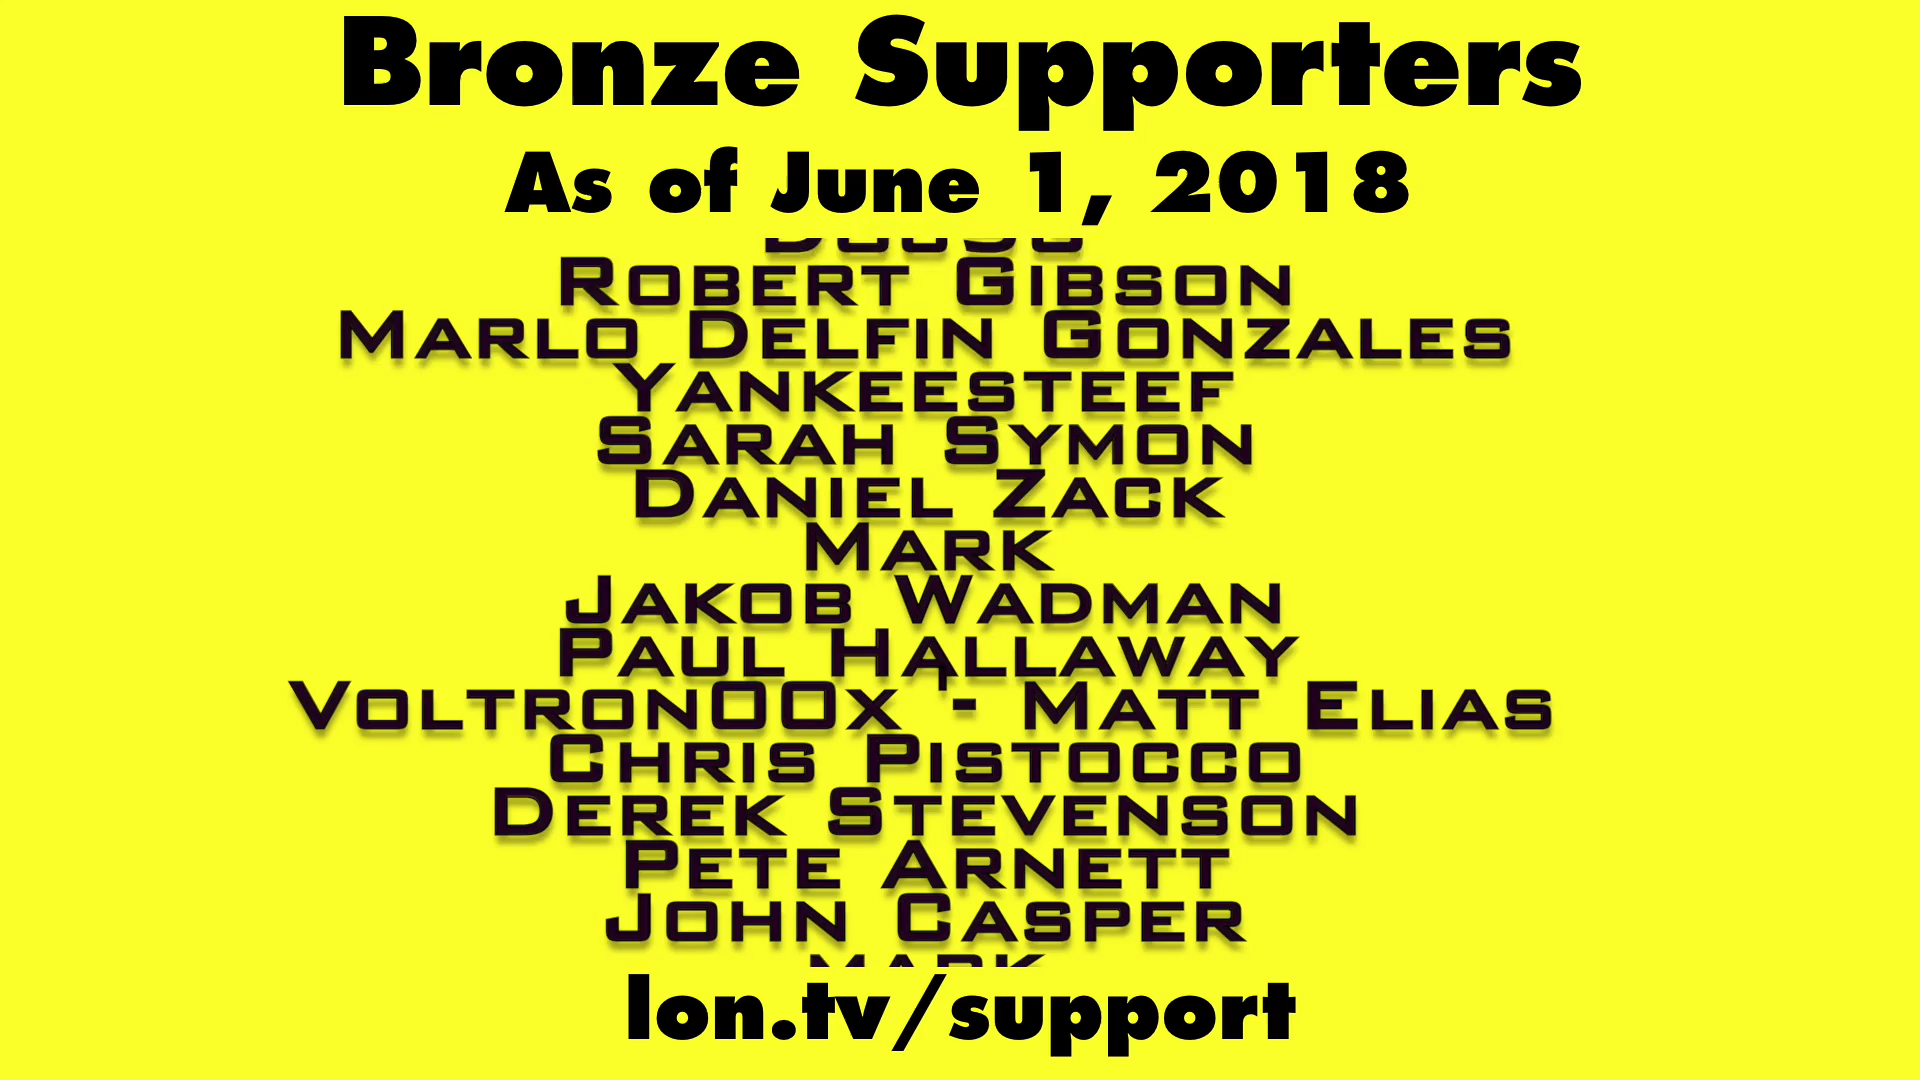 Bronze Supporters
As of June 1, 2018
Robert Gibson
Marlo Delfin Gonzales
Yankeesteef
Sarah Symon
Daniel Zack
Mark
Jakob Wadman
Paul Hallaway
Voltron00x '- Matt Elias
Chris Pistocco
Derek Stevenson
Pete Arnett
John Casper
mark
lon.tv/support